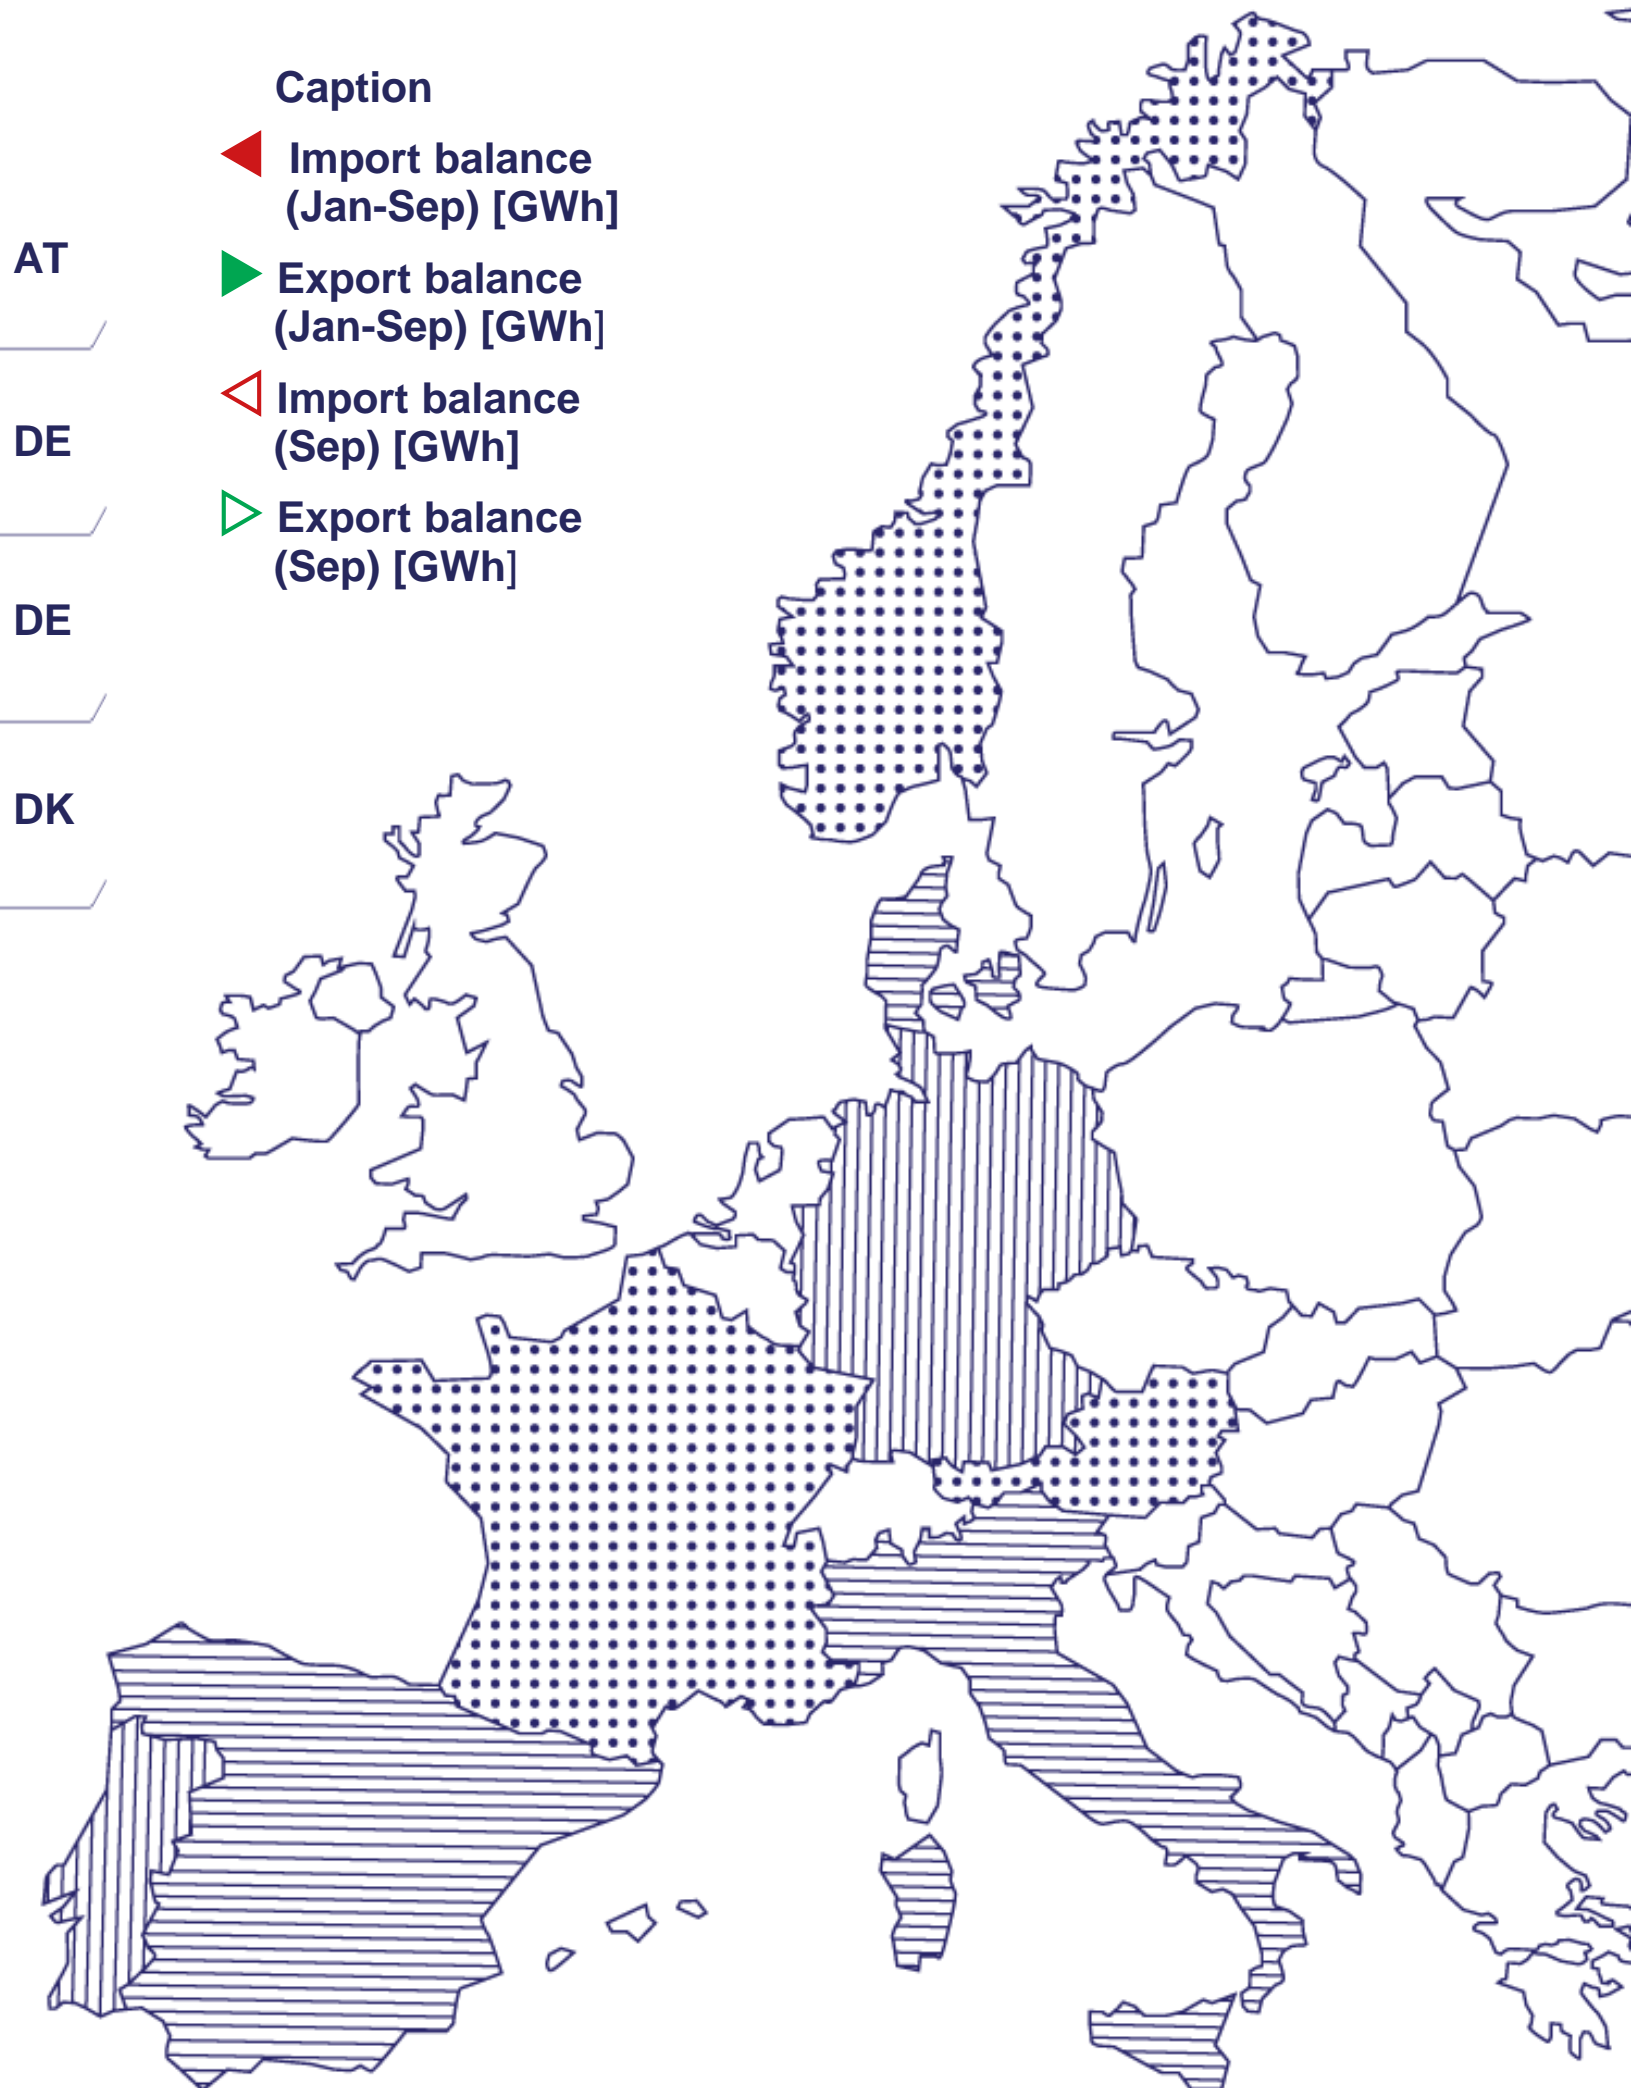 Caption
Import balance
(Jan-Sep) [GWh]
AT
Export balance
(Jan-Sep) [GWh]
Import balance
DE
(Sep) [GWh]
Export balance
(Sep) [GWh]
DE
DK